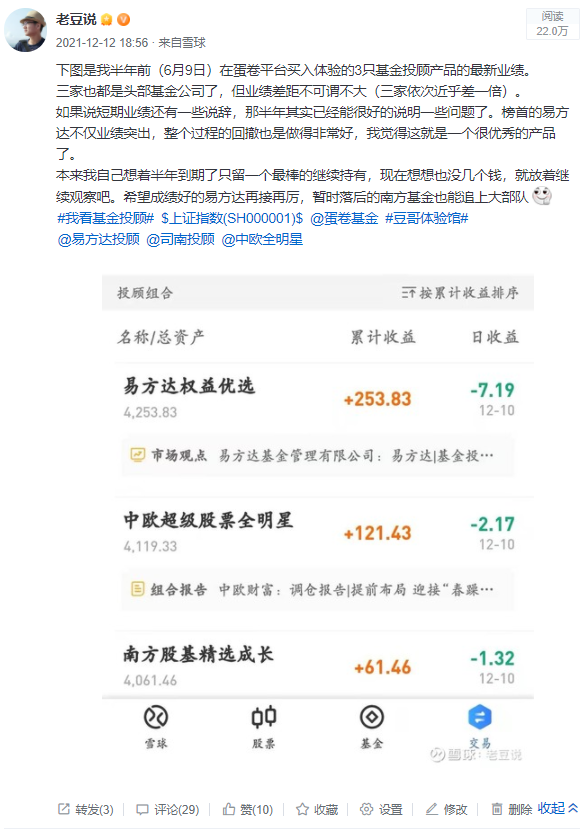 老豆说
阅读
22.0万
2021-12-12 18:56 · 来自雪球
下图是我半年前（6月9日）在蛋卷平台买入体验的3只基金投顾产品的最新业绩。
三家也都是头部基金公司了，但业绩差距不可谓不大（三家依次近乎差一倍）。
如果说短期业绩还有一些说辞，那半年其实已经能很好的说明一些问题了。榜首的易方
达不仅业绩突出，整个过程的回撤也是做得非常好，我觉得这就是一个很优秀的产品
了。
本来我自己想着半年到期了只留一个最棒的继续持有，现在想想也没几个钱，就放着继
续观察吧。希望成绩好的易方达再接再厉，暂时落后的南方基金也能追上大部队
#我看基金投顾# $上证指数(SH000001)$ @蛋卷基金 #豆哥体验馆#
@易方达投顾 @司南投顾 @中欧全明星
投顾组合 按累计收益排序
名称/总资产 累计收益 日收益
易方达权益优选 +253.83 -7.19
4,253.83 12-10
市场观点 易方达基金管理有限公司：易方达|基金投…
中欧超级股票全明星 +121.43 -2.17
4,119.33 12-10
组合报告 中欧财富：调仓报告|提前布局 迎接“春躁…
南方股基精选成长 +61.46 -1.32
4,061.46 12-10
雪球 股票 基金 交易
雪球：老豆说
转发(3) 评论(29) 赞(10) 收藏 设置 修改 删除 收起